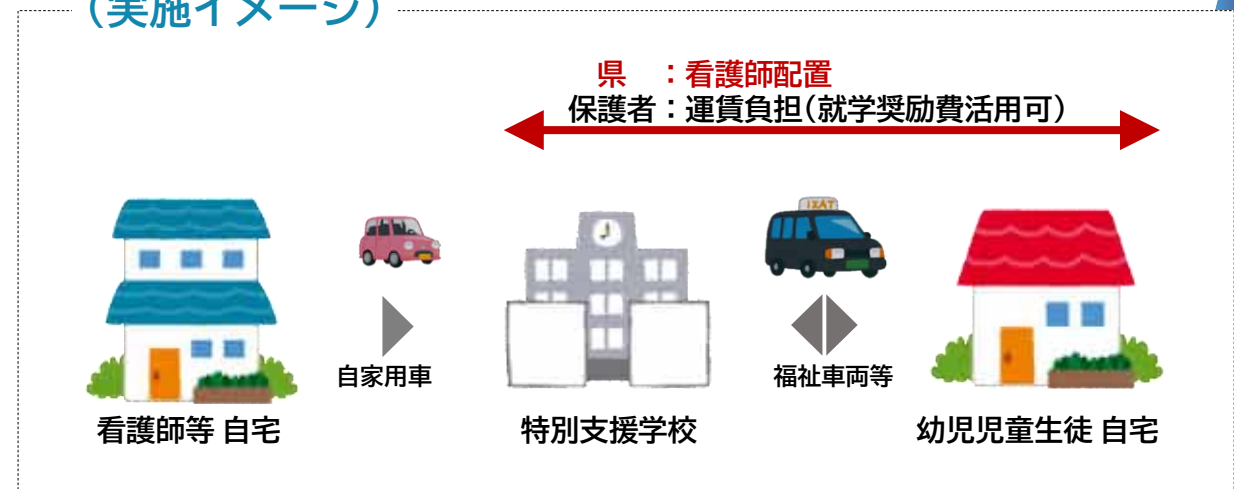 (実施イメージ)
県 :看護師配置
保護者:運賃負担(就学奨励費活用可)
TAXI
自家用車
福祉車両等
看護師等 自宅
特別支援学校
幼児児童生徒 自宅